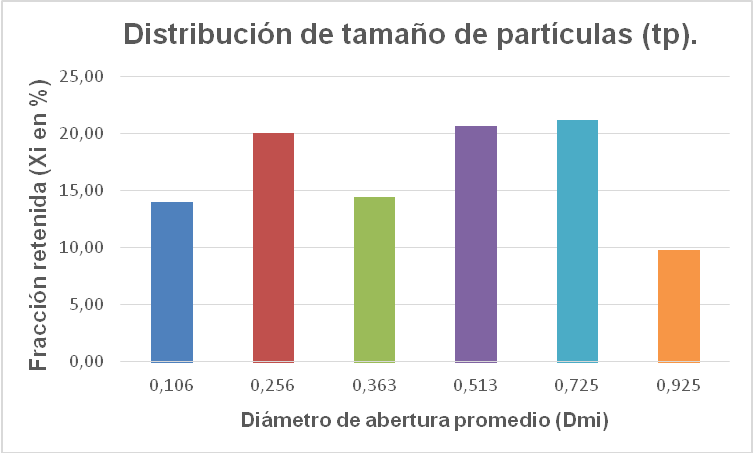 Distribución de tamaño de partículas (tp).
Fracción retenida (Xi en %)
25,00
20,00
15,00
10,00
5,00
0,00
0,106 0,256 0,363 0,513 0,725 0,925
Diámetro de abertura promedio (Dmi)